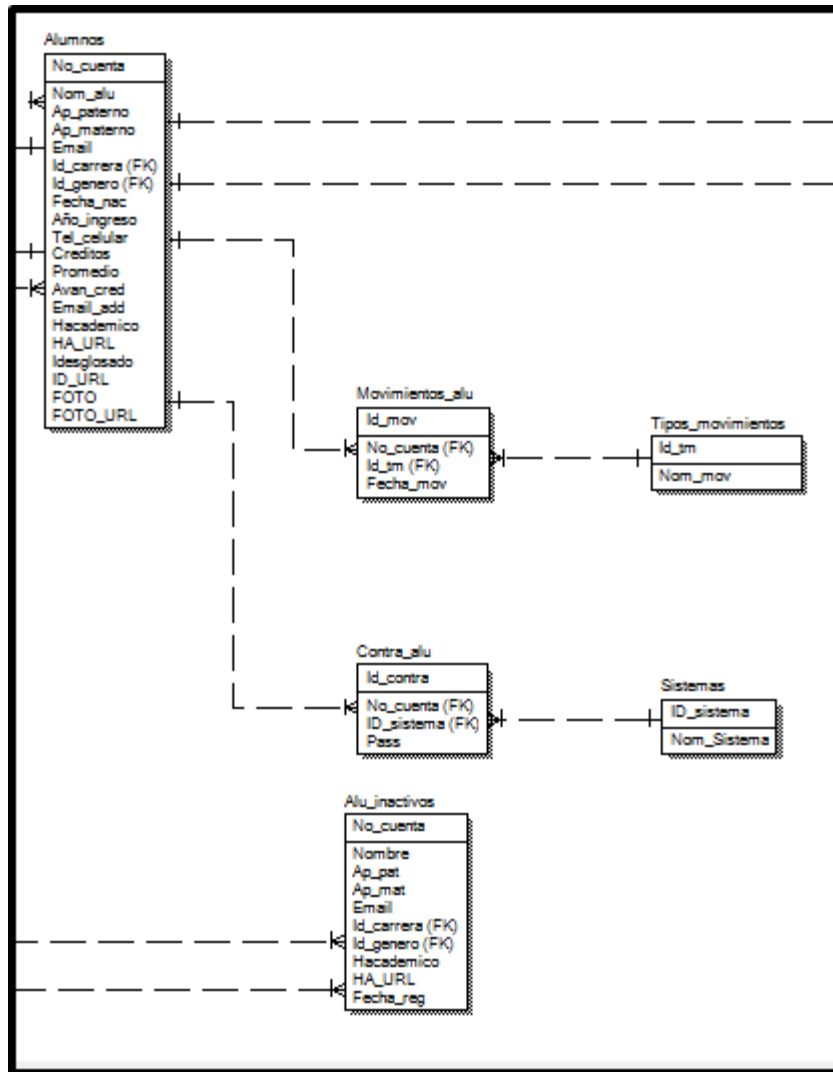 Alumnos
No_cuenta
Nom_alu
Ap_paterno
Ap_materno
Email
Id_carrera (FK)
Id_genero (FK)
Fecha_nac
Año_ingreso
Tel_celular
Creditos
Promedio
Avan_cred
Email_add
Hacademico
HA_URL
Idesglosado
ID_URL
FOTO
FOTO_URL
Movimientos_alu
Id_mov
No_cuenta (FK)
Id_tm (FK)
Fecha_mov
Tipos_movimientos
Id_tm
Nom_mov
Contra_alu
Id_contra
No_cuenta (FK)
ID_sistema (FK)
Pass
Sistemas
ID_sistema
Nom_Sistema
Alu_inactivos
No_cuenta
Nombre
Ap_pat
Ap_mat
Email
Id_carrera (FK)
Id_genero (FK)
Hacademico
HA_URL
Fecha_reg